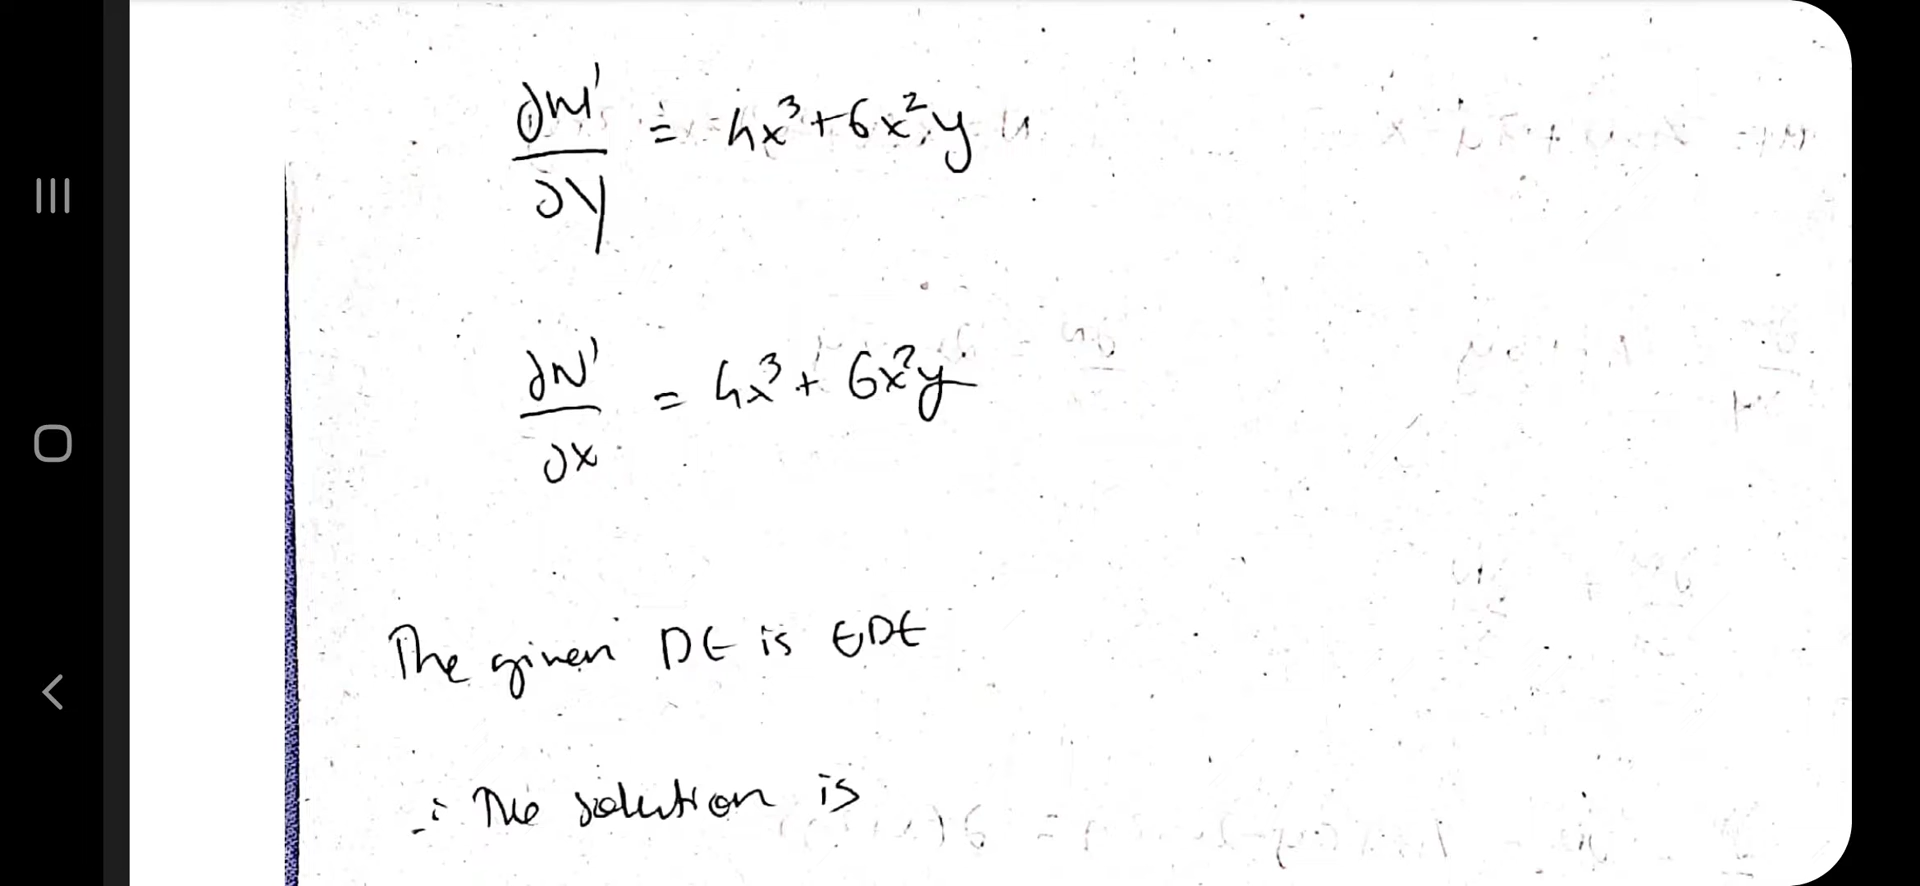 ∂M'/∂y = 4x³+6x²y
∂N'/∂x = 4x³+ 6x²y
The given DE is EDE
∴ The solution is